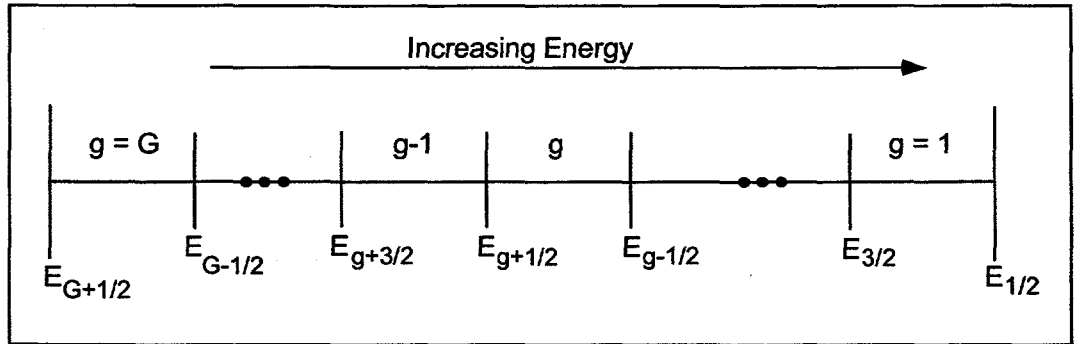 Increasing Energy
g = G g-1 g g = 1
E_{G+1/2} E_{G-1/2} E_{g+3/2} E_{g+1/2} E_{g-1/2} E_{3/2} E_{1/2}